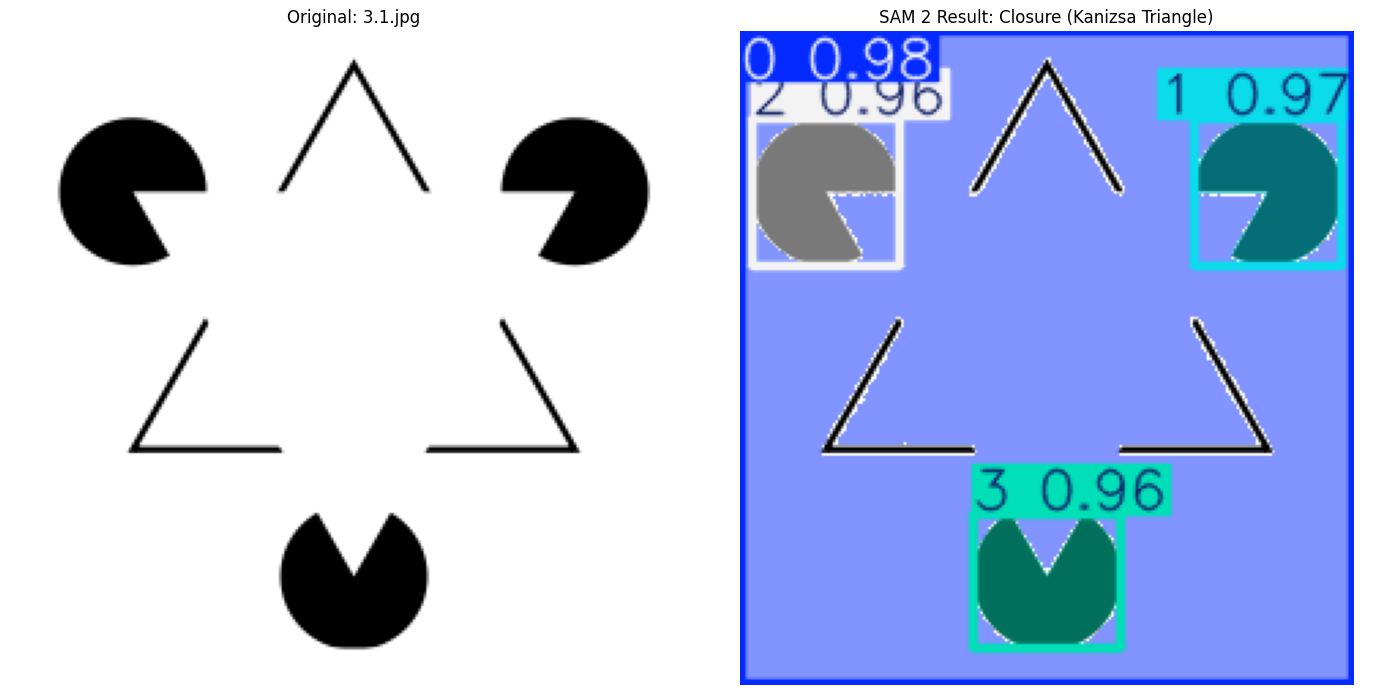 Original: 3.1.jpg
SAM 2 Result: Closure (Kanizsa Triangle)
0 0.98
2 0.96
1 0.97
3 0.96